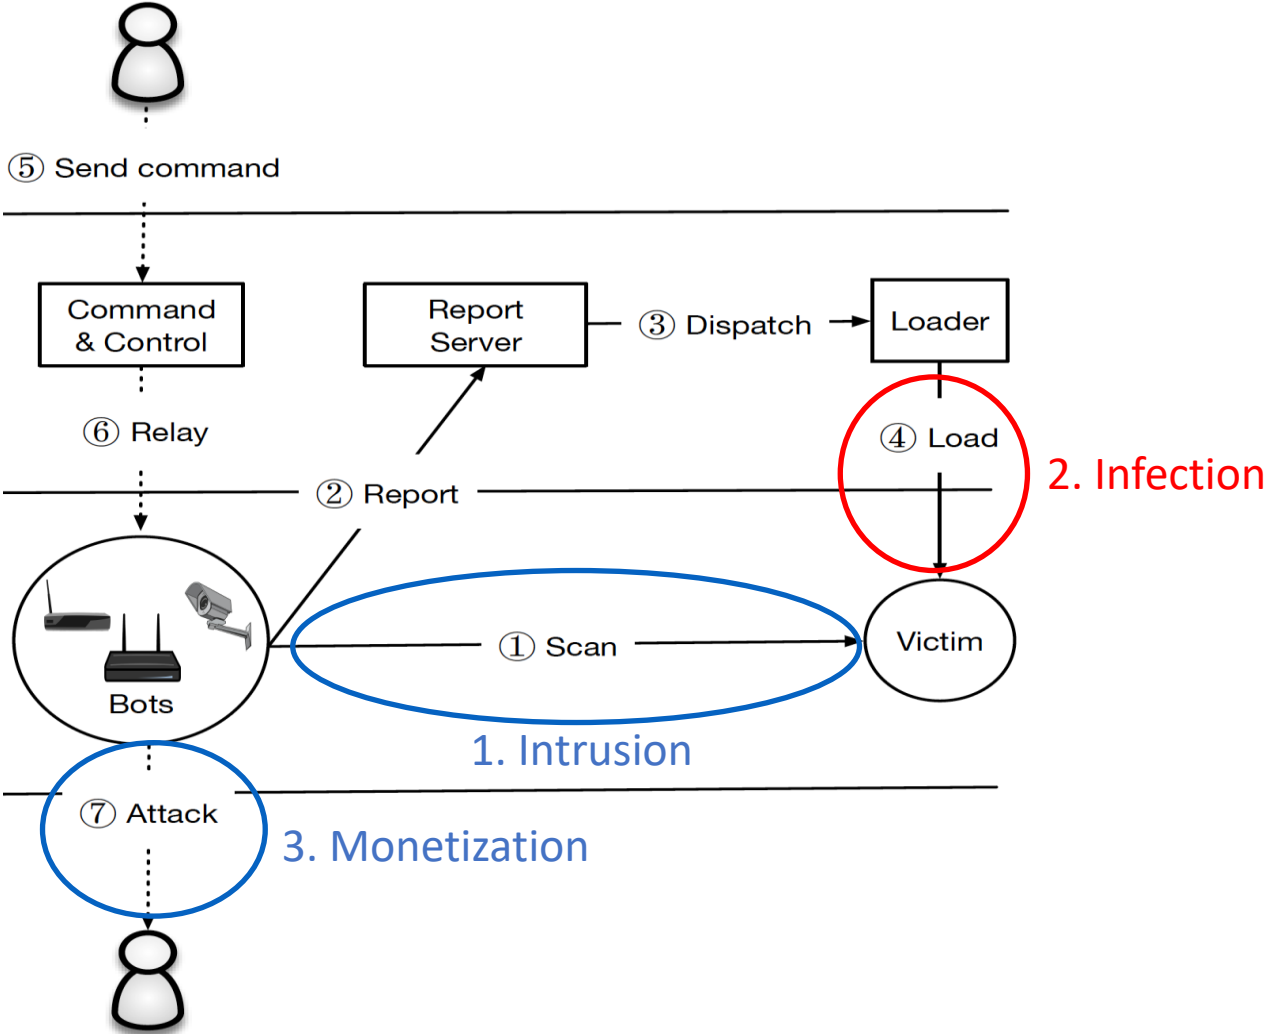 ⑤ Send command
Command
& Control
Report
Server
③ Dispatch
Loader
⑥ Relay
④ Load
2. Infection
② Report
① Scan
Victim
Bots
1. Intrusion
⑦ Attack
3. Monetization